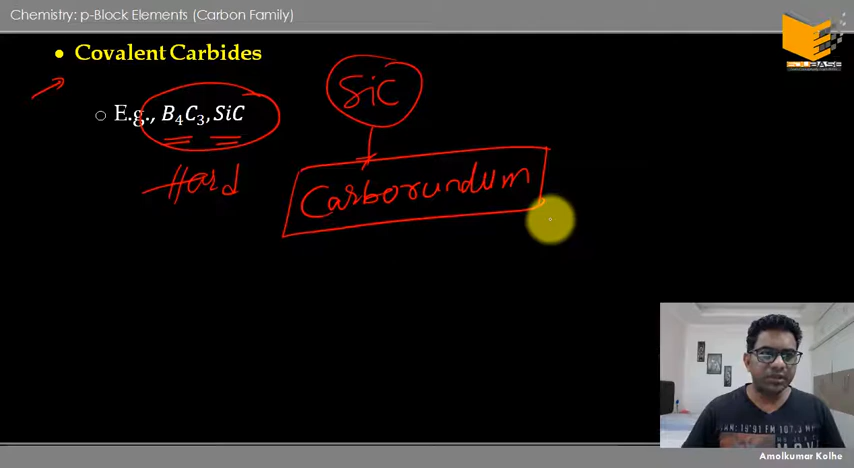 Chemistry: p-Block Elements (Carbon Family)
• Covalent Carbides
SiC
○ E.g., B₄C₃, SiC
Hard
Carborundum
Amolkumar Kolhe